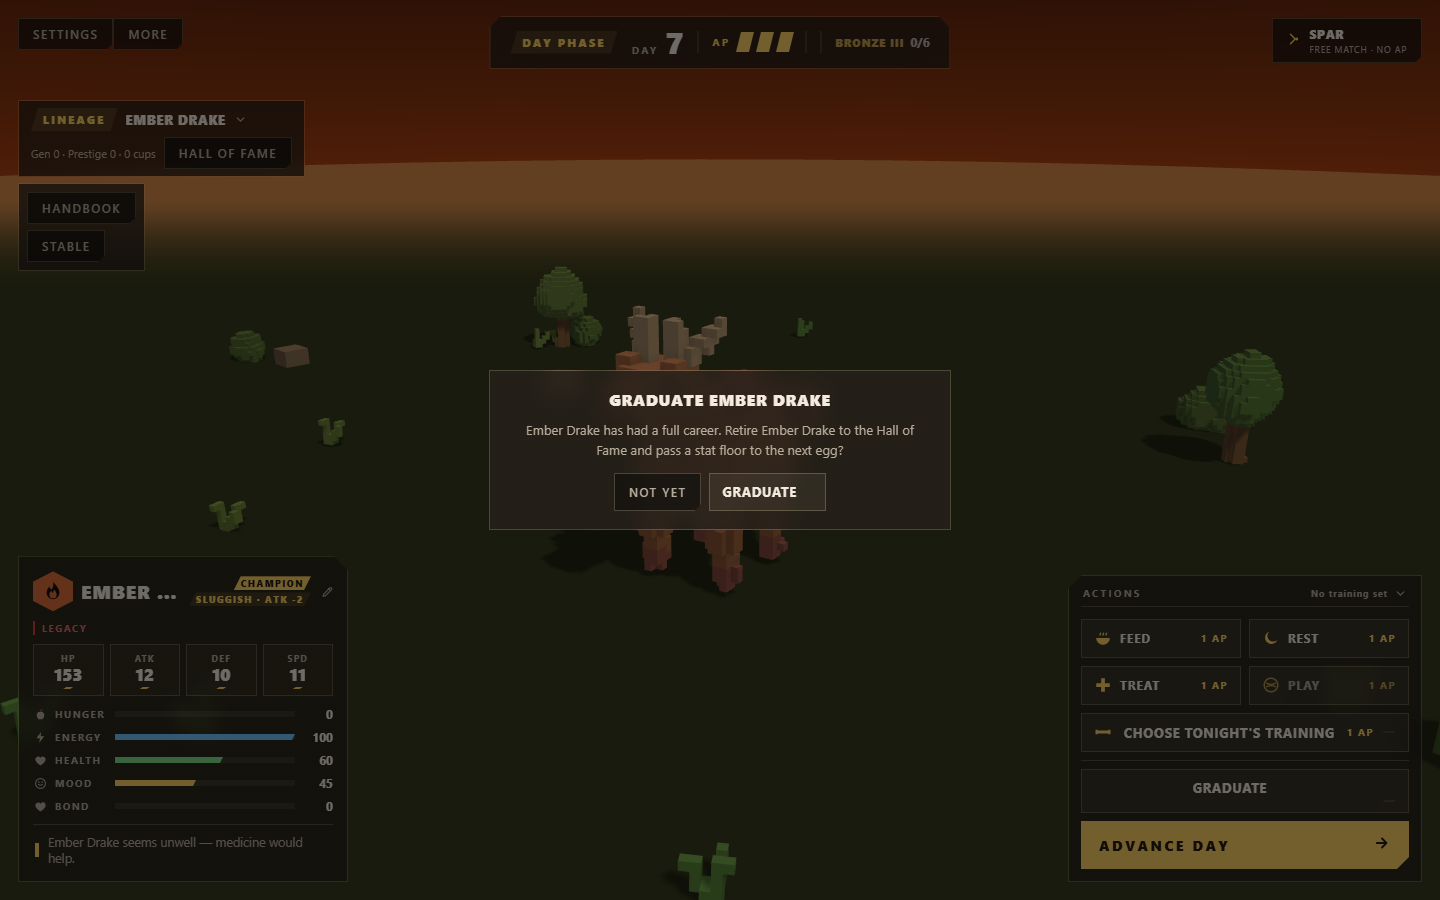 SETTINGS
MORE
DAY PHASE
DAY 7
AP
BRONZE III 0/6
SPAR
FREE MATCH · NO AP
LINEAGE
EMBER DRAKE
Gen 0 · Prestige 0 · 0 cups
HALL OF FAME
HANDBOOK
STABLE
GRADUATE EMBER DRAKE
Ember Drake has had a full career. Retire Ember Drake to the Hall of
Fame and pass a stat floor to the next egg?
NOT YET
GRADUATE
EMBER ...
CHAMPION
SLUGGISH · ATK -2
LEGACY
HP
153
ATK
12
DEF
10
SPD
11
HUNGER 0
ENERGY 100
HEALTH 60
MOOD 45
BOND 0
Ember Drake seems unwell — medicine would
help.
ACTIONS
No training set
FEED 1 AP
REST 1 AP
TREAT 1 AP
PLAY 1 AP
CHOOSE TONIGHT'S TRAINING 1 AP
GRADUATE
ADVANCE DAY